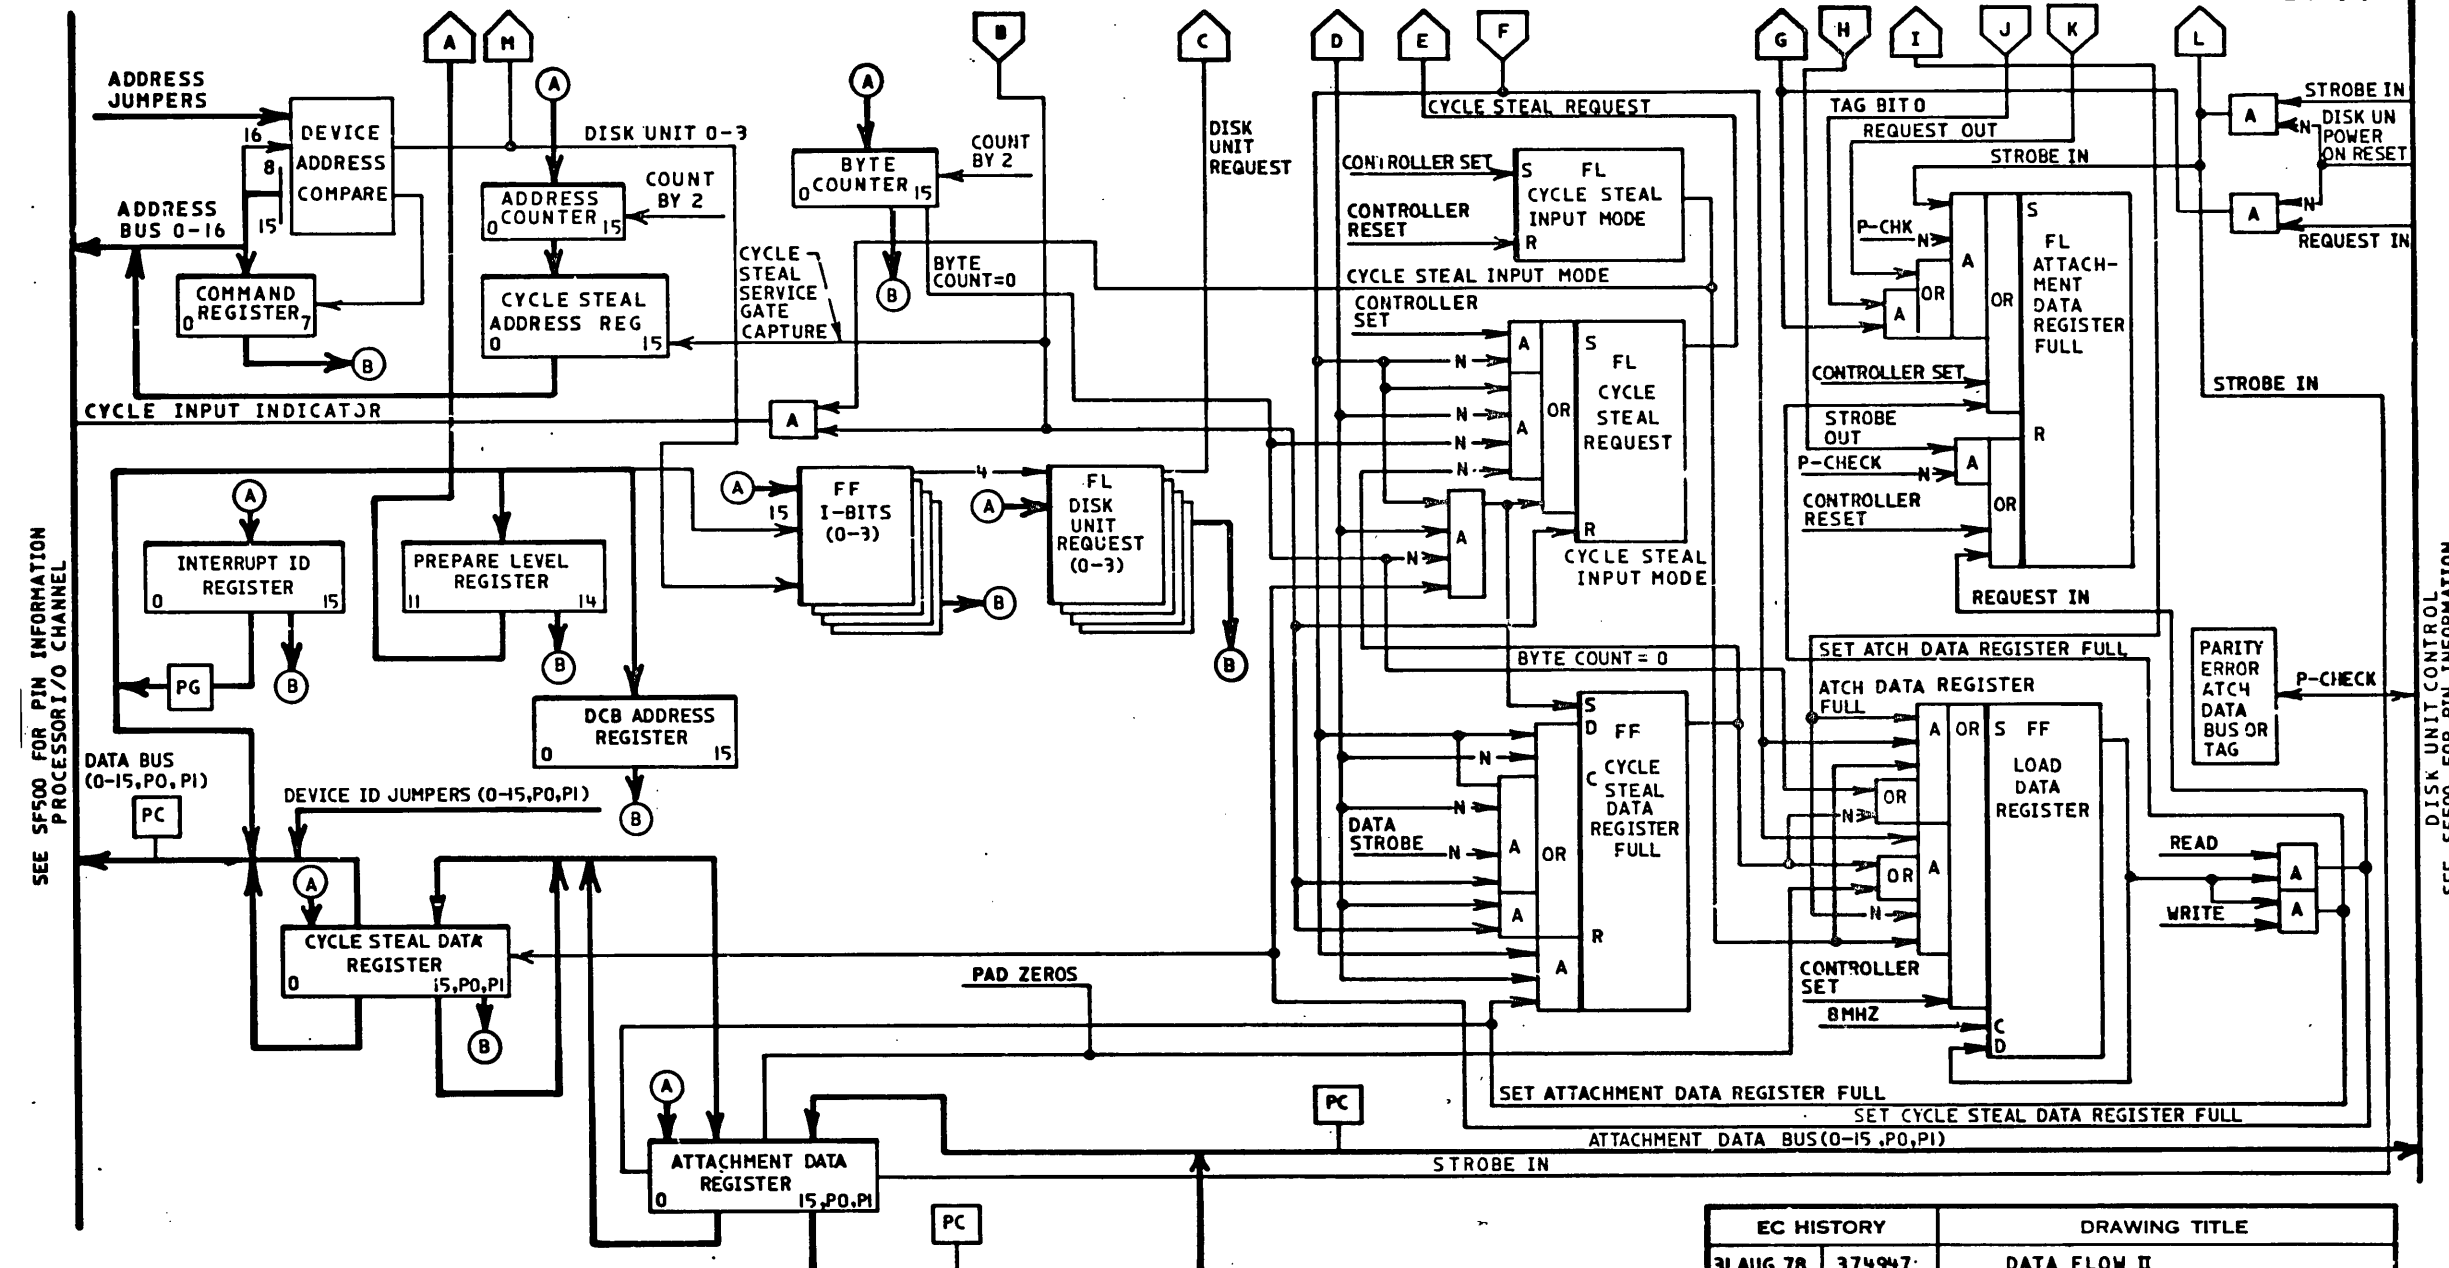 A
M
B
C
D
E
F
G
H
I
J
K
L
ADDRESS
JUMPERS
16
8
15
DEVICE
ADDRESS
COMPARE
ADDRESS
BUS 0-16
COMMAND
REGISTER
0 7
B
A
DISK UNIT 0-3
ADDRESS
COUNTER
0 15
COUNT
BY 2
CYCLE STEAL
ADDRESS REG
0 15
CYCLE
STEAL
SERVICE
GATE
CAPTURE
A
BYTE
COUNTER
0 15
COUNT
BY 2
B
BYTE
COUNT=0
DISK
UNIT
REQUEST
CYCLE INPUT INDICATOR
A
CYCLE STEAL REQUEST
CONTROLLER SET
CONTROLLER
RESET
S FL
CYCLE STEAL
INPUT MODE
R
CYCLE STEAL INPUT MODE
CONTROLLER
SET
N
N
N
N
N
A
A
A
OR
S
FL
CYCLE
STEAL
REQUEST
R
CYCLE STEAL
INPUT MODE
TAG BIT 0
REQUEST OUT
STROBE IN
P-CHK
N
A
OR
A
OR
S
FL
ATTACH-
MENT
DATA
REGISTER
FULL
R
CONTROLLER SET
STROBE
OUT
P-CHECK
N
A
OR
CONTROLLER
RESET
REQUEST IN
A
A
STROBE IN
N
DISK UN
POWER
ON RESET
N
REQUEST IN
STROBE IN
A
INTERRUPT ID
REGISTER
0 15
PG
B
PREPARE LEVEL
REGISTER
11 14
B
DCB ADDRESS
REGISTER
0 15
B
A
15
FF
I-BITS
(0-3)
B
4
A
FL
DISK
UNIT
REQUEST
(0-3)
B
SEE SF500 FOR PIN INFORMATION
PROCESSOR I/O CHANNEL
DATA BUS
(0-15,P0,P1)
PC
DEVICE ID JUMPERS (0-15,P0,P1)
A
CYCLE STEAL DATA
REGISTER
0 15,P0,P1
B
PAD ZEROS
BYTE COUNT = 0
S
D FF
C CYCLE
STEAL
DATA
REGISTER
FULL
R
N
N
DATA
STROBE
N
A
OR
A
A
SET ATCH DATA REGISTER FULL
ATCH DATA REGISTER
FULL
A OR S FF
LOAD
DATA
REGISTER
OR
N
OR
A
N
CONTROLLER
SET
8MHZ
C
D
PARITY
ERROR
ATCH
DATA
BUS OR
TAG
P-CHECK
READ
A
A
WRITE
DISK UNIT CONTROL
SET ATTACHMENT DATA REGISTER FULL
SET CYCLE STEAL DATA REGISTER FULL
ATTACHMENT DATA BUS(0-15,P0,P1)
STROBE IN
PC
A
ATTACHMENT DATA
REGISTER
0 15,P0,P1
PC
EC HISTORY DRAWING TITLE
31 AUG 78 374947 DATA FLOW II